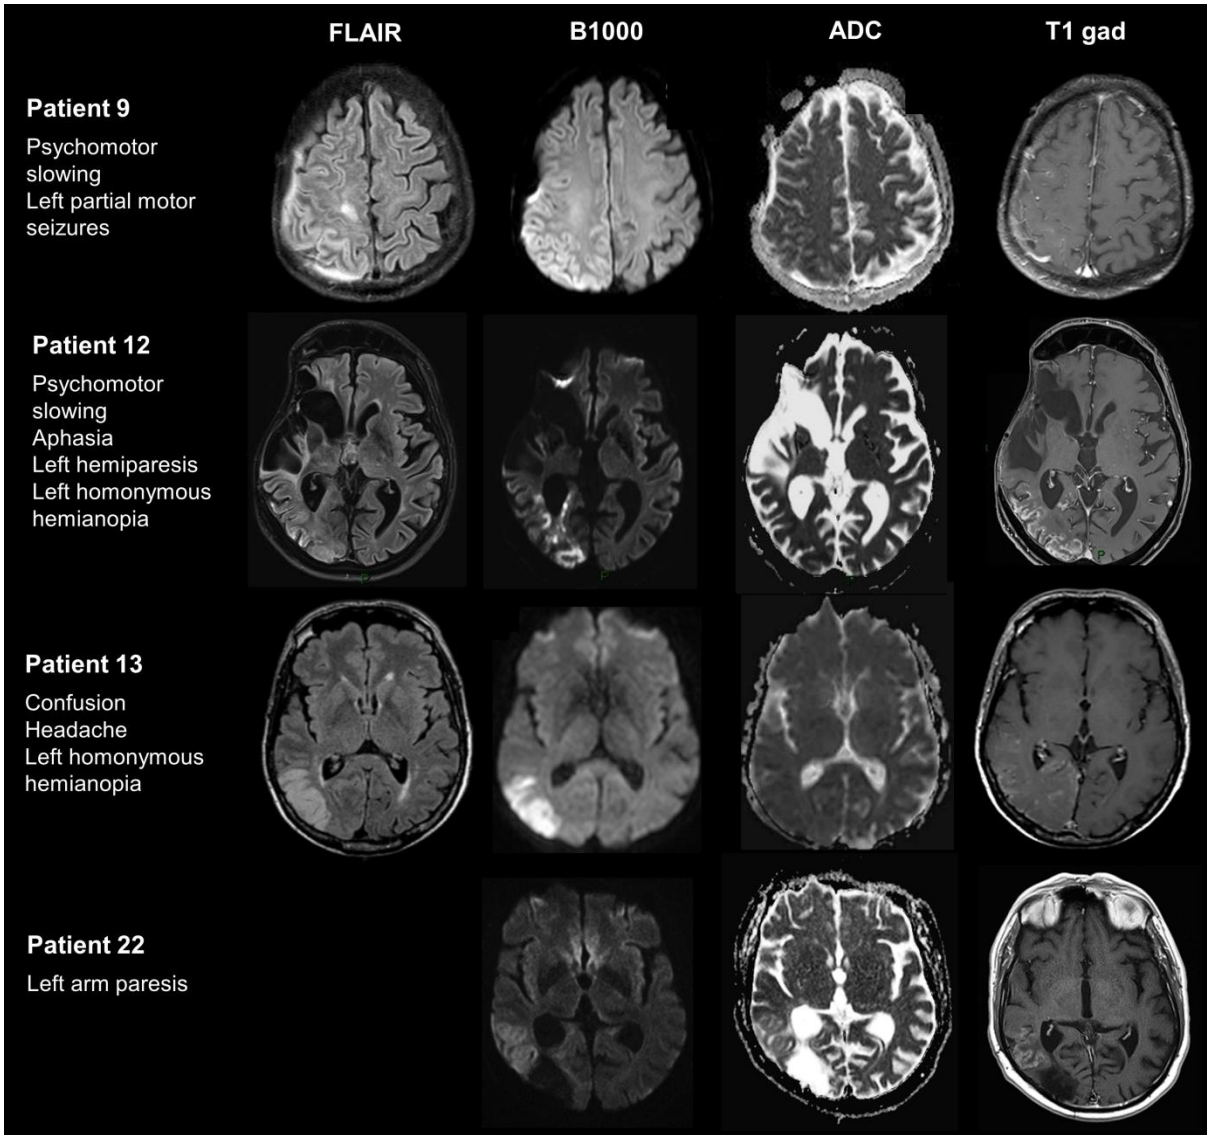 FLAIR B1000 ADC T1 gad
Patient 9
Psychomotor
slowing
Left partial motor
seizures
Patient 12
Psychomotor
slowing
Aphasia
Left hemiparesis
Left homonymous
hemianopia
P P P
Patient 13
Confusion
Headache
Left homonymous
hemianopia
Patient 22
Left arm paresis